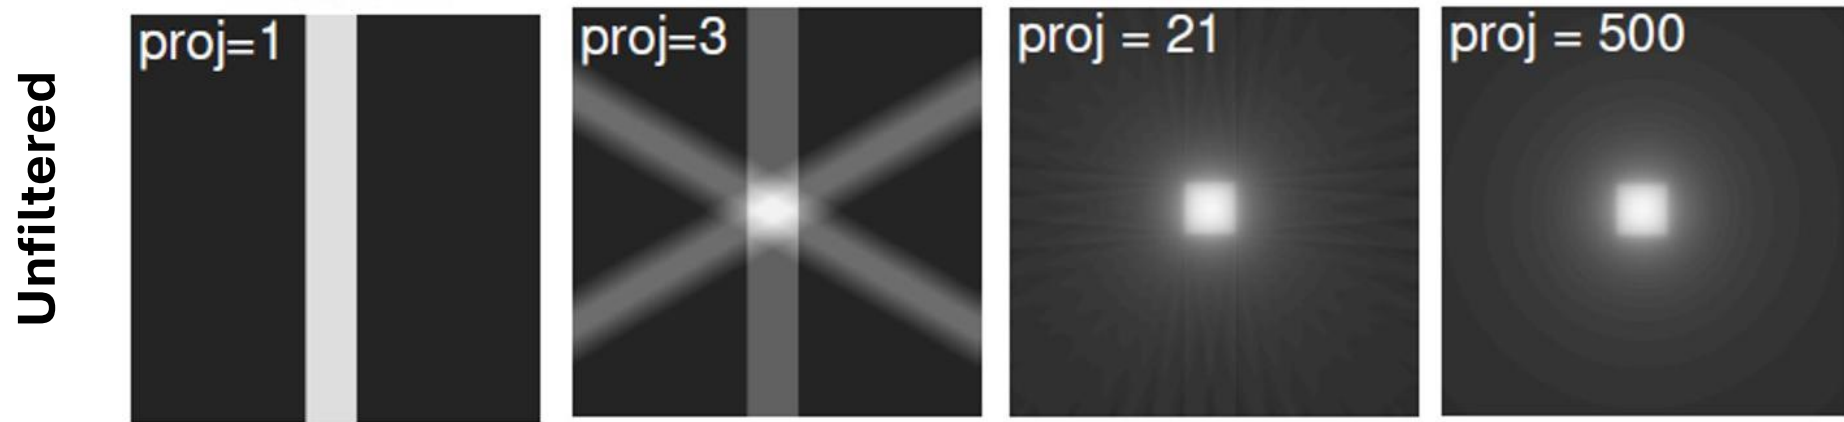 Unfiltered
proj=1
proj=3
proj = 21
proj = 500